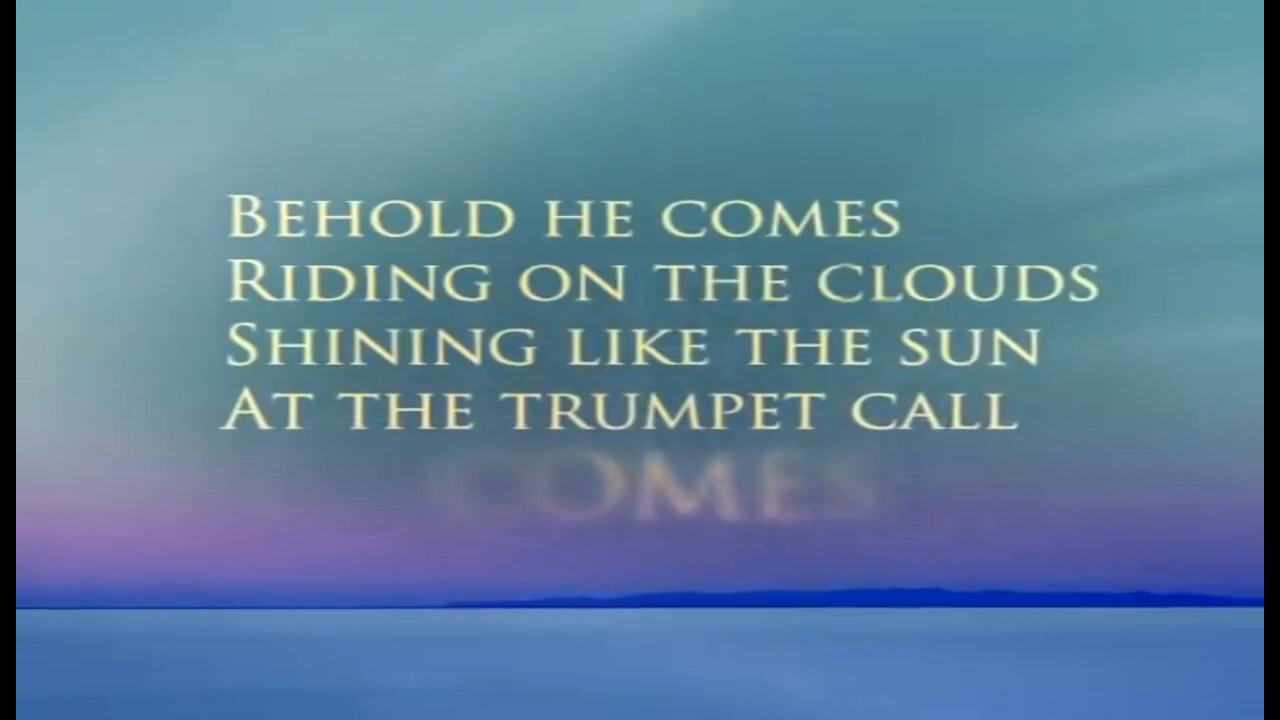 Behold he comes
Riding on the clouds
Shining like the sun
At the trumpet call
COMES